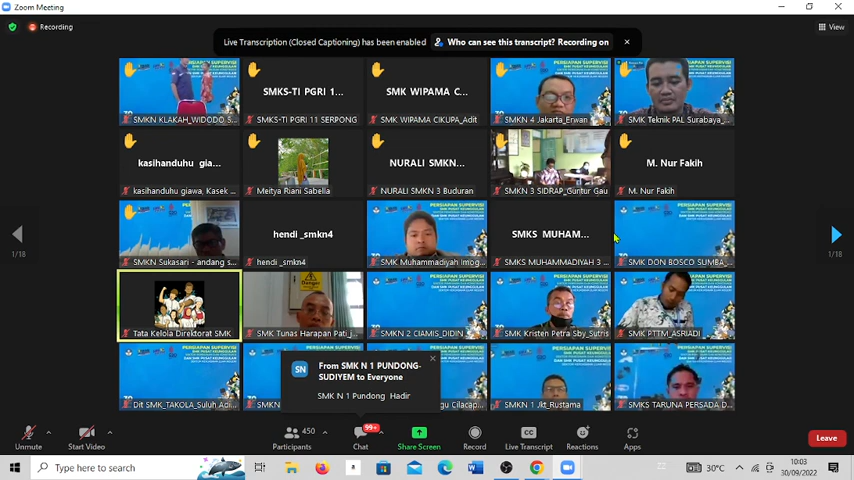 Zoom Meeting
Recording
Live Transcription (Closed Captioning) has been enabled
Who can see this transcript? Recording on
View
SMKN KLAKAH_WIDODO S...
SMKS-TI PGRI 1...
SMKS-TI PGRI 11 SERPONG
SMK WIPAMA C...
SMK WIPAMA CIKUPA_Adit
SMKN 4 Jakarta_Erwan
SMK Teknik PAL Surabaya_...
kasihanduhu gia...
kasihanduhu giawa, Kasek ...
Meitya Riani Sabella
NURALI SMKN...
NURALI SMKN 3 Buduran
SMKN 3 SIDRAP_Guntur Gau
M. Nur Fakih
M. Nur Fakih
SMKN Sukasari - andang s...
hendi _smkn4
hendi _smkn4
SMK Muhammadiyah Imog...
SMKS MUHAM...
SMKS MUHAMMADIYAH 3 ...
SMK DON BOSCO SUMBA_...
1/18
1/18
Tata Kelola Direktorat SMK
Danger
SMK Tunas Harapan Pati_j...
SMKN 2 CIAMIS_DIDIN_S...
SMK Kristen Petra Sby_Sutris
SMK PTTM_ASRIADI
Dit SMK_TAKOLA_Suluh Adi...
SMKN
gu Cilacap...
SMKN 1 Jkt_Rustama
SMKS TARUNA PERSADA D...
SN
From SMK N 1 PUNDONG-
SUDIYEM to Everyone
SMK N 1 Pundong Hadir
Unmute
Start Video
450
Participants
99+
Chat
Share Screen
Record
CC
Live Transcript
Reactions
Apps
Leave
Type here to search
30°C
10:03
30/09/2022